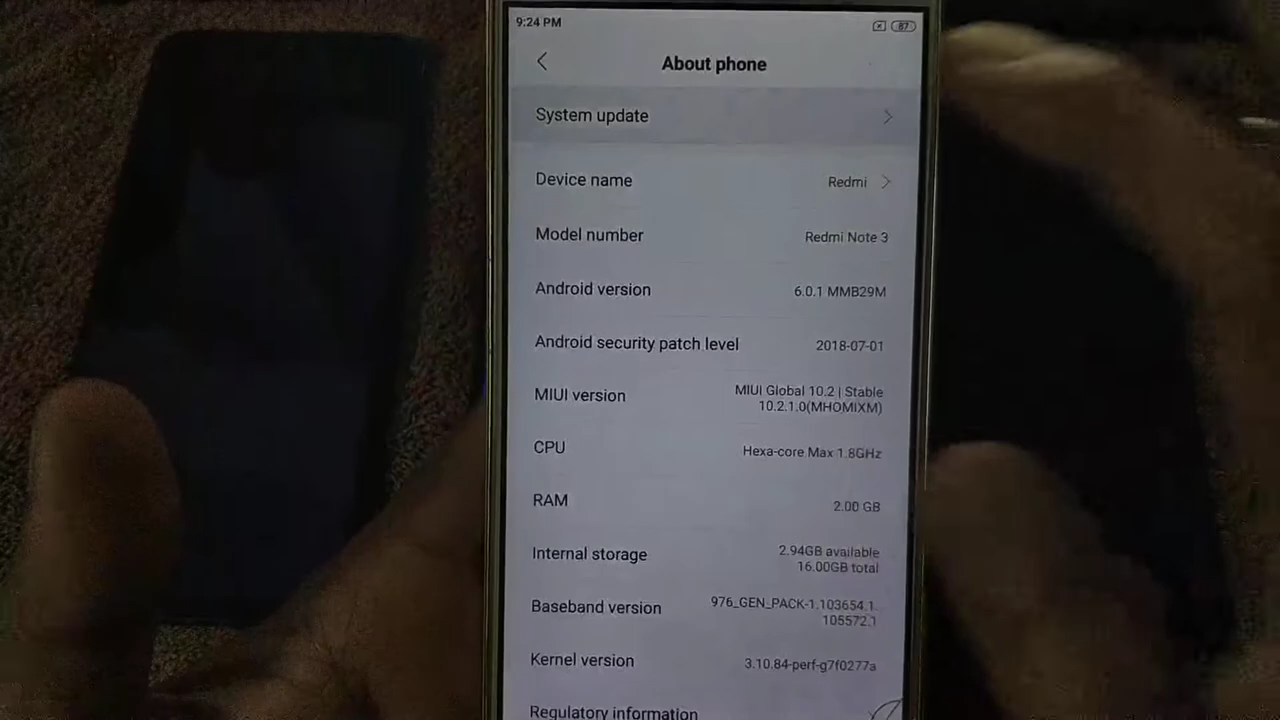 9:24 PM
87
About phone
System update
Device name
Redmi
Model number
Redmi Note 3
Android version
6.0.1 MMB29M
Android security patch level
2018-07-01
MIUI version
MIUI Global 10.2 | Stable
10.2.1.0(MHOMIXM)
CPU
Hexa-core Max 1.8GHz
RAM
2.00 GB
Internal storage
2.94GB available
16.00GB total
Baseband version
976_GEN_PACK-1.103654.1.
105572.1
Kernel version
3.10.84-perf-g7f0277a
Regulatory information